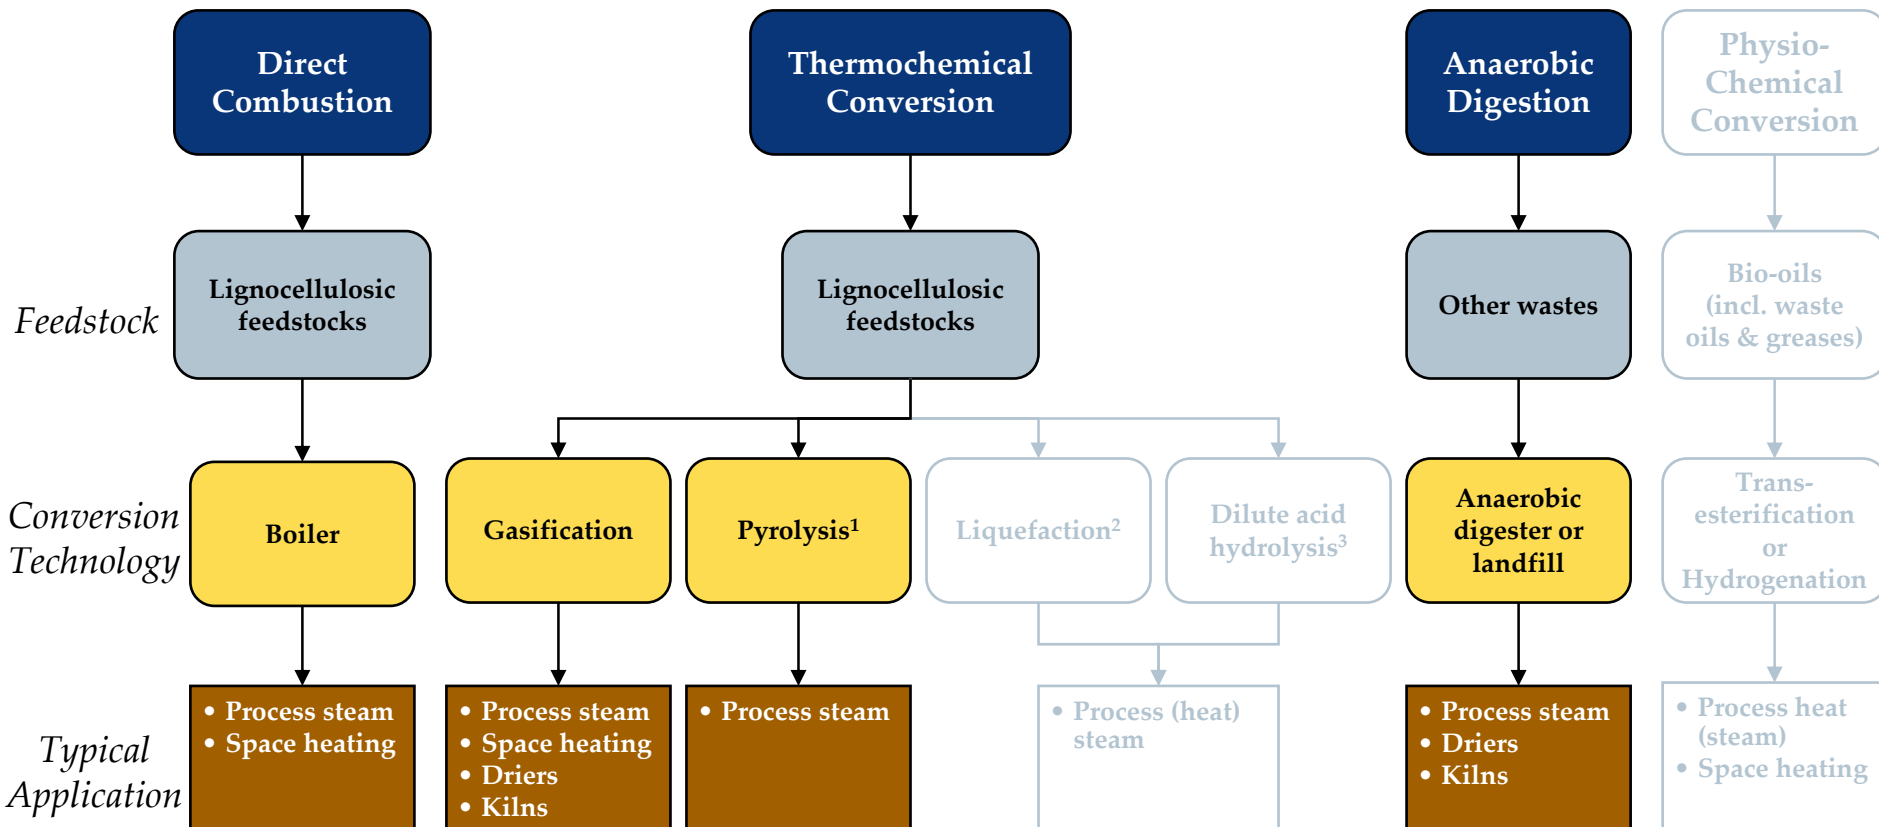 Direct
Combustion
Thermochemical
Conversion
Anaerobic
Digestion
Physio-
Chemical
Conversion
Feedstock
Lignocellulosic
feedstocks
Lignocellulosic
feedstocks
Other wastes
Bio-oils
(incl. waste
oils & greases)
Conversion
Technology
Boiler
Gasification
Pyrolysis¹
Liquefaction²
Dilute acid
hydrolysis³
Anaerobic
digester or
landfill
Trans-
esterification
or
Hydrogenation
Typical
Application
• Process steam
• Space heating
• Process steam
• Space heating
• Driers
• Kilns
• Process steam
• Process (heat)
steam
• Process steam
• Driers
• Kilns
• Process heat
(steam)
• Space heating